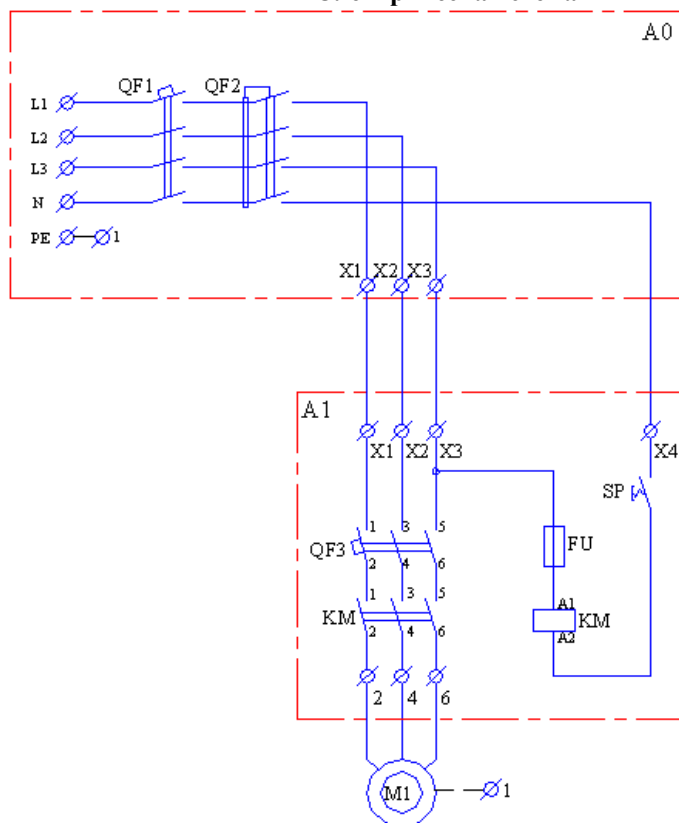 A0
QF1 QF2
L1
L2
L3
N
PE 1
X1 X2 X3
A1
X1 X2 X3 X4
SP
1 3 5
QF3 FU
2 4 6
1 3 5
A1
KM KM
2 4 6
A2
2 4 6
M1 1